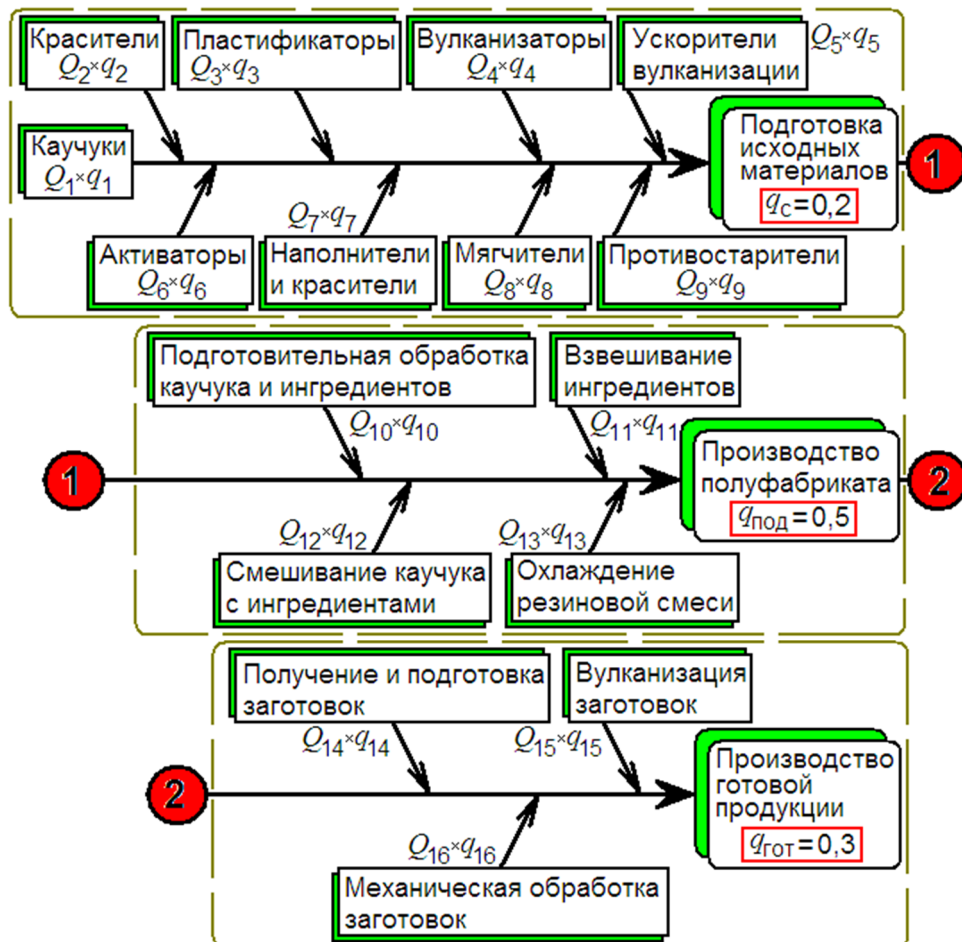 Красители
Q2×q2
Пластификаторы
Q3×q3
Вулканизаторы
Q4×q4
Ускорители
вулканизации
Q5×q5
Каучуки
Q1×q1
Подготовка
исходных
материалов
qс=0,2
1
Q7×q7
Активаторы
Q6×q6
Наполнители
и красители
Мягчители
Q8×q8
Противостарители
Q9×q9
Подготовительная обработка
каучука и ингредиентов
Взвешивание
ингредиентов
Q10×q10
Q11×q11
1
Производство
полуфабриката
qпод=0,5
2
Q12×q12
Q13×q13
Смешивание каучука
с ингредиентами
Охлаждение
резиновой смеси
Получение и подготовка
заготовок
Вулканизация
заготовок
Q14×q14
Q15×q15
2
Производство
готовой
продукции
qгот=0,3
Q16×q16
Механическая обработка
заготовок